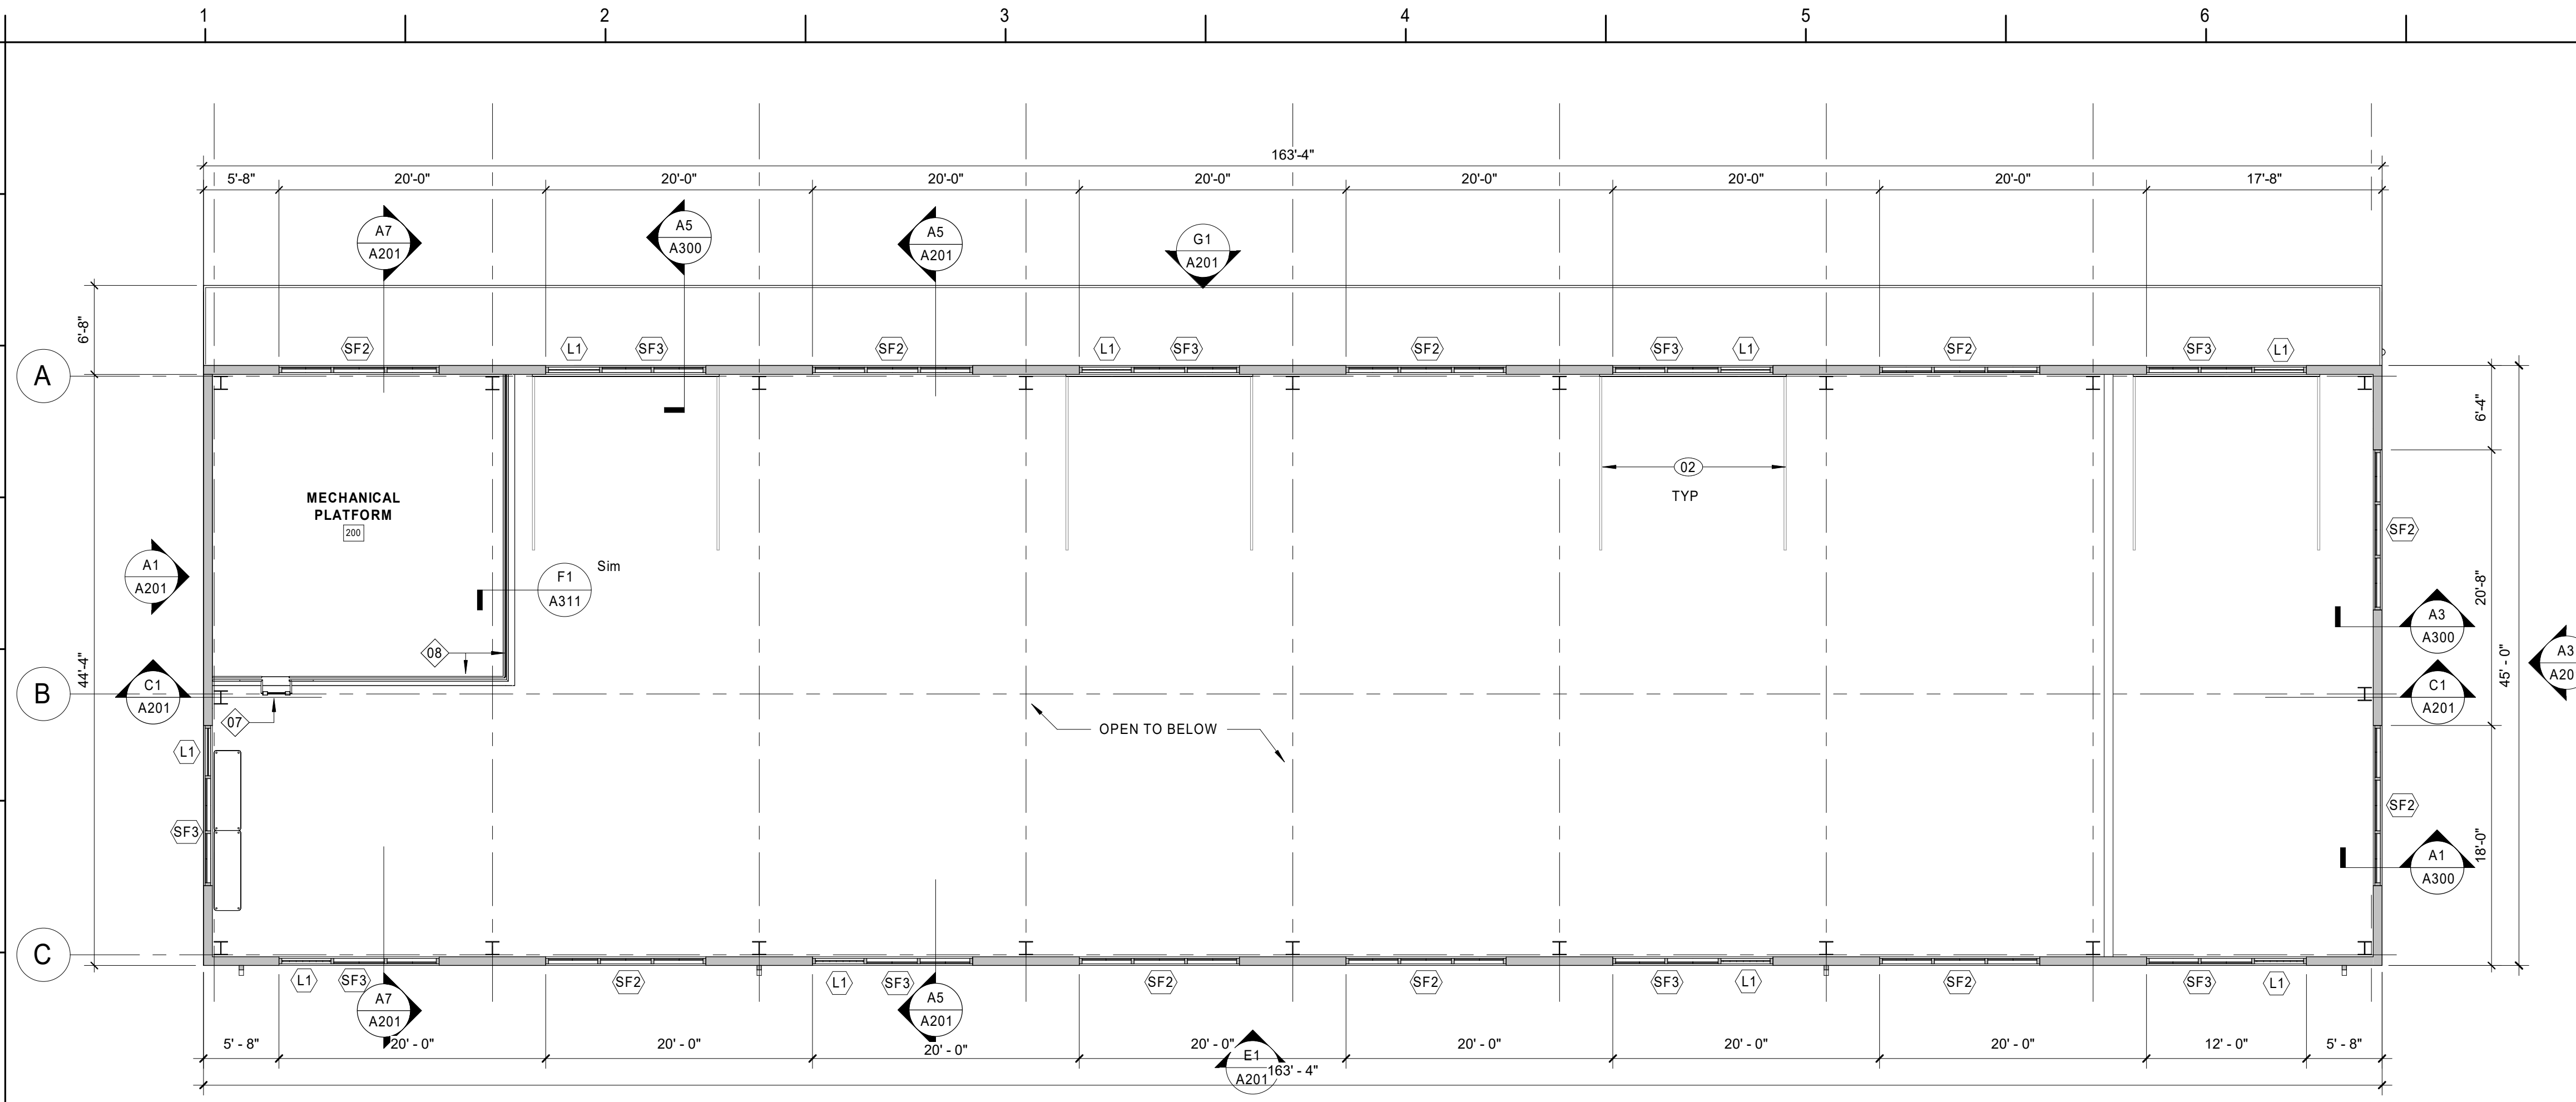 1 2 3 4 5 6
163'-4"
5'-8" 20'-0" 20'-0" 20'-0" 20'-0" 20'-0" 20'-0" 20'-0" 17'-8"
A7
A201
A5
A300
A5
A201
G1
A201
6'-8"
SF2 L1 SF3 SF2 L1 SF3 SF2 SF3 L1 SF2 SF3 L1
A
6'-4"
02
TYP
MECHANICAL
PLATFORM
200
SF2
A1
A201
F1
A311
Sim
20'-8"
A3
A300
08
44'-4"
B
C1
A201
07
OPEN TO BELOW
C1
A201
45' - 0"
A3
A20
L1
SF3
SF2
18'-0"
A1
A300
C
L1 SF3 SF2 L1 SF3 SF2 SF2 SF3 L1 SF2 SF3 L1
A7
A201
A5
A201
5' - 8" 20' - 0" 20' - 0" 20' - 0" 20' - 0" 20' - 0" 20' - 0" 20' - 0" 12' - 0" 5' - 8"
E1
A201
163' - 4"